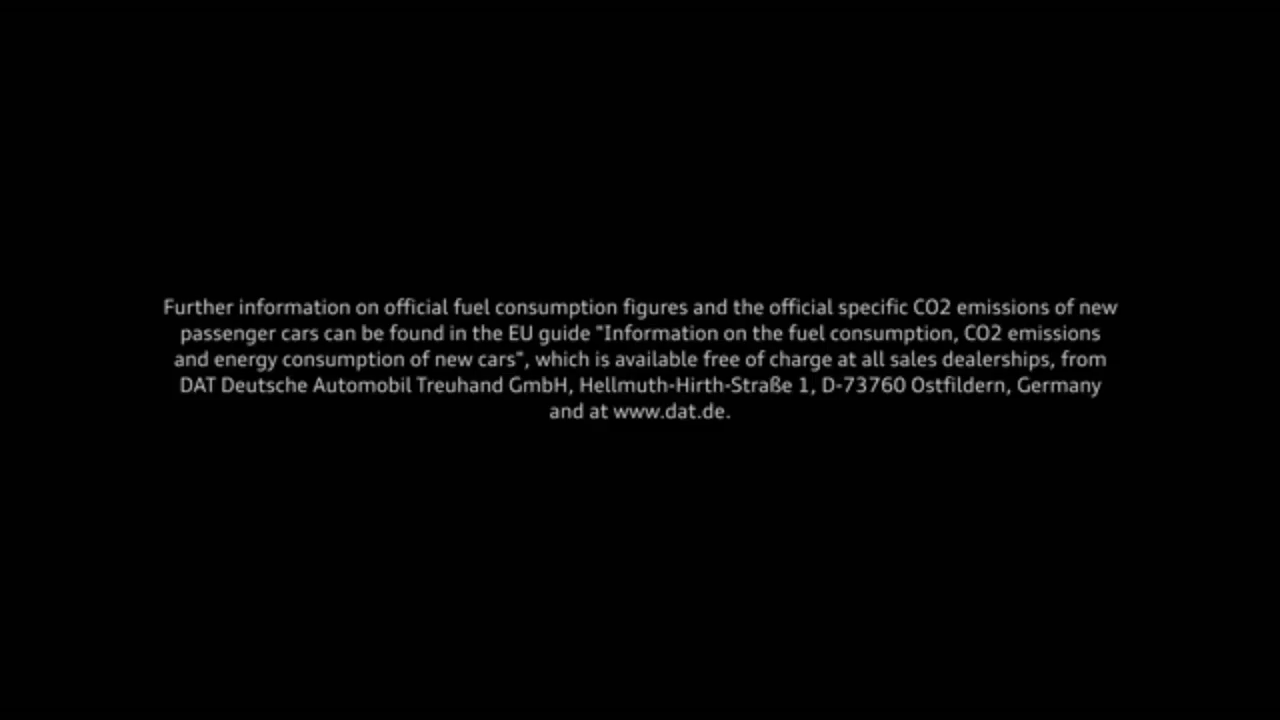 Further information on official fuel consumption figures and the official specific CO2 emissions of new
passenger cars can be found in the EU guide "Information on the fuel consumption, CO2 emissions
and energy consumption of new cars", which is available free of charge at all sales dealerships, from
DAT Deutsche Automobil Treuhand GmbH, Hellmuth-Hirth-Straße 1, D-73760 Ostfildern, Germany
and at www.dat.de.